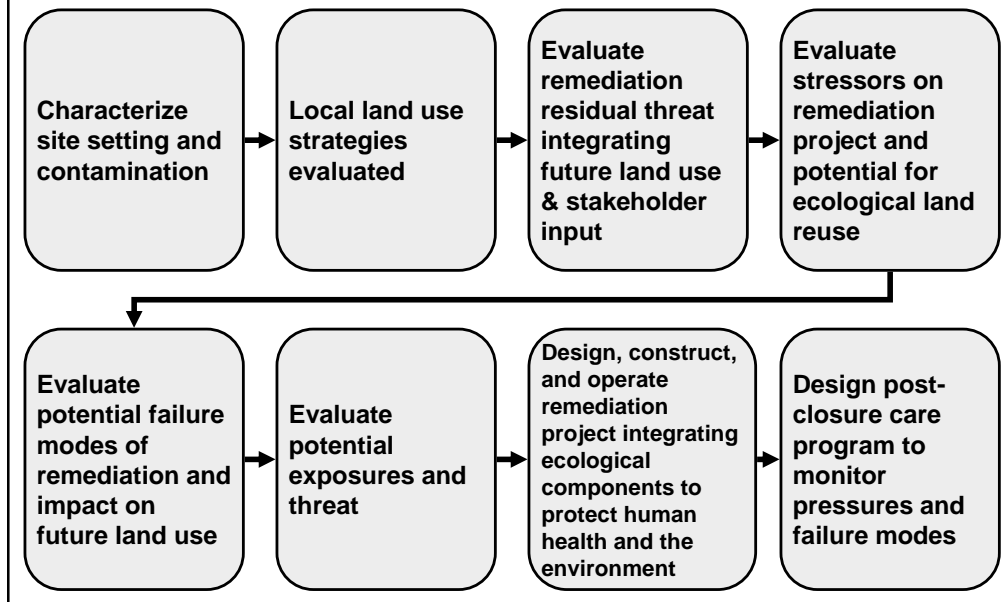 Characterize
site setting and
contamination
Local land use
strategies
evaluated
Evaluate
remediation
residual threat
integrating
future land use
& stakeholder
input
Evaluate
stressors on
remediation
project and
potential for
ecological land
reuse
Evaluate
potential failure
modes of
remediation and
impact on
future land use
Evaluate
potential
exposures and
threat
Design, construct,
and operate
remediation
project integrating
ecological
components to
protect human
health and the
environment
Design post-
closure care
program to
monitor
pressures and
failure modes